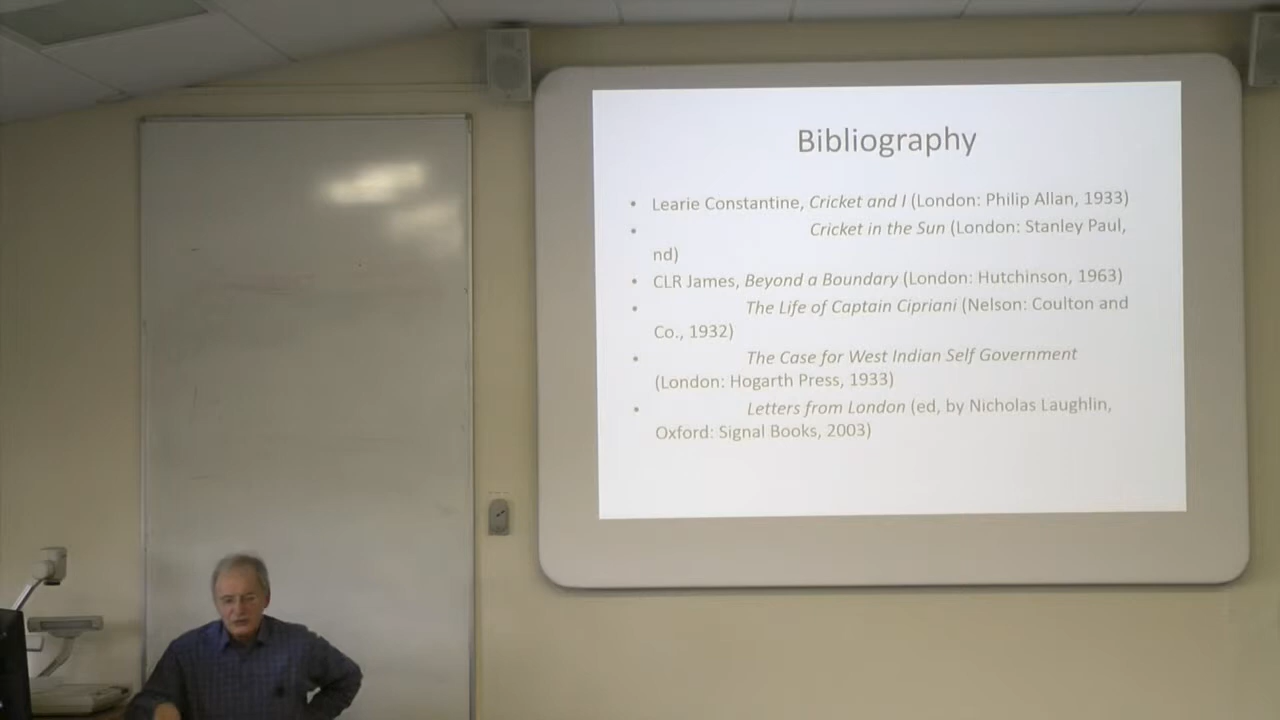 Bibliography
• Learie Constantine, Cricket and I (London: Philip Allan, 1933)
• Cricket in the Sun (London: Stanley Paul,
nd)
• CLR James, Beyond a Boundary (London: Hutchinson, 1963)
• The Life of Captain Cipriani (Nelson: Coulton and
Co., 1932)
• The Case for West Indian Self Government
(London: Hogarth Press, 1933)
• Letters from London (ed, by Nicholas Laughlin,
Oxford: Signal Books, 2003)